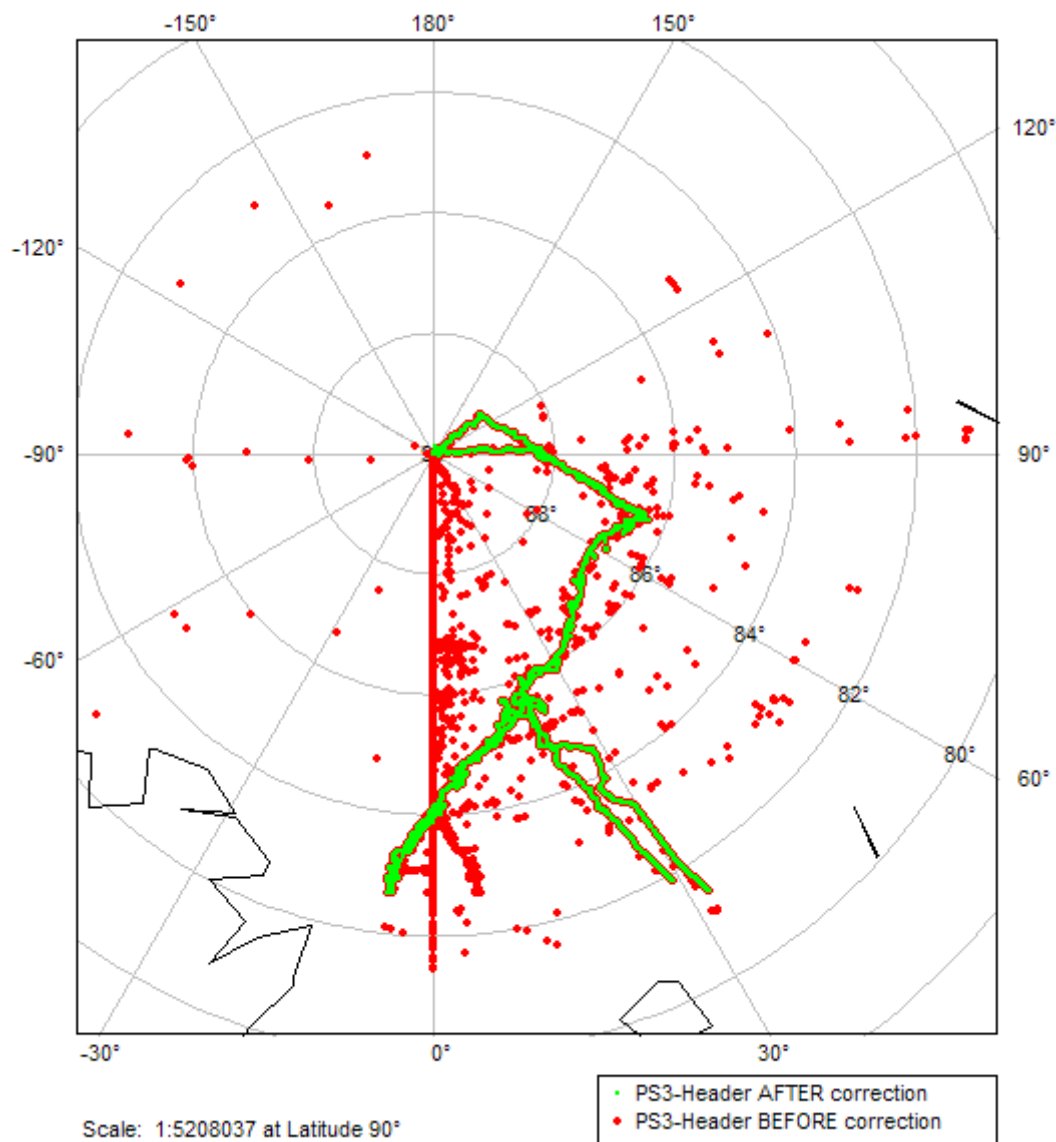 -150° 180° 150°
120°
-120°
-90° 90°
88°
86°
-60° 84°
82°
80°
60°
-30° 0° 30°
PS3-Header AFTER correction
PS3-Header BEFORE correction
Scale: 1:5208037 at Latitude 90°